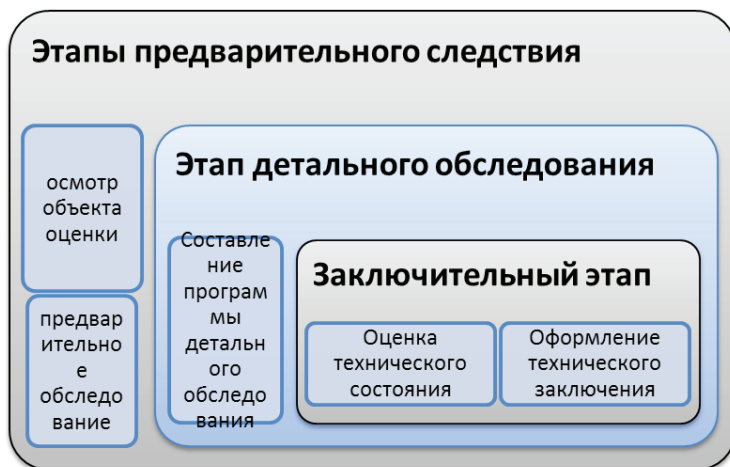 Этапы предварительного следствия
осмотр
объекта
оценки
предвар
ительно
е
обследо
вание
Этап детального обследования
Составле
ние
програм
мы
детальн
ого
обследо
вания
Заключительный этап
Оценка
технического
состояния
Оформление
технического
заключения